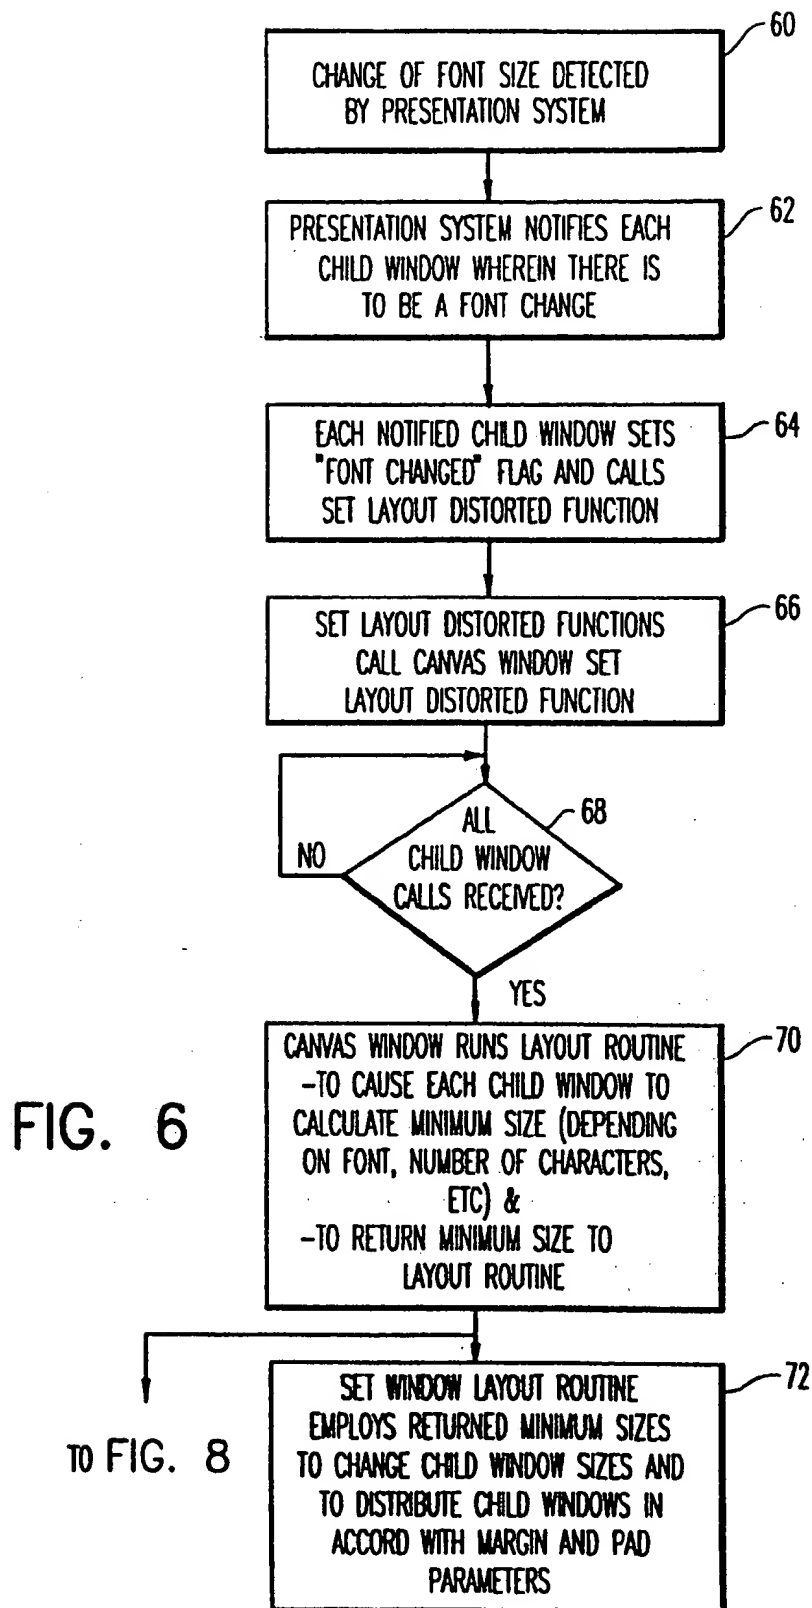 60
CHANGE OF FONT SIZE DETECTED
BY PRESENTATION SYSTEM
62
PRESENTATION SYSTEM NOTIFIES EACH
CHILD WINDOW WHEREIN THERE IS
TO BE A FONT CHANGE
64
EACH NOTIFIED CHILD WINDOW SETS
"FONT CHANGED" FLAG AND CALLS
SET LAYOUT DISTORTED FUNCTION
66
SET LAYOUT DISTORTED FUNCTIONS
CALL CANVAS WINDOW SET
LAYOUT DISTORTED FUNCTION
68
ALL
CHILD WINDOW
CALLS RECEIVED?
NO
YES
70
CANVAS WINDOW RUNS LAYOUT ROUTINE
-TO CAUSE EACH CHILD WINDOW TO
CALCULATE MINIMUM SIZE (DEPENDING
ON FONT, NUMBER OF CHARACTERS,
ETC) &
-TO RETURN MINIMUM SIZE TO
LAYOUT ROUTINE
FIG. 6
72
SET WINDOW LAYOUT ROUTINE
EMPLOYS RETURNED MINIMUM SIZES
TO CHANGE CHILD WINDOW SIZES AND
TO DISTRIBUTE CHILD WINDOWS IN
ACCORD WITH MARGIN AND PAD
PARAMETERS
TO FIG. 8